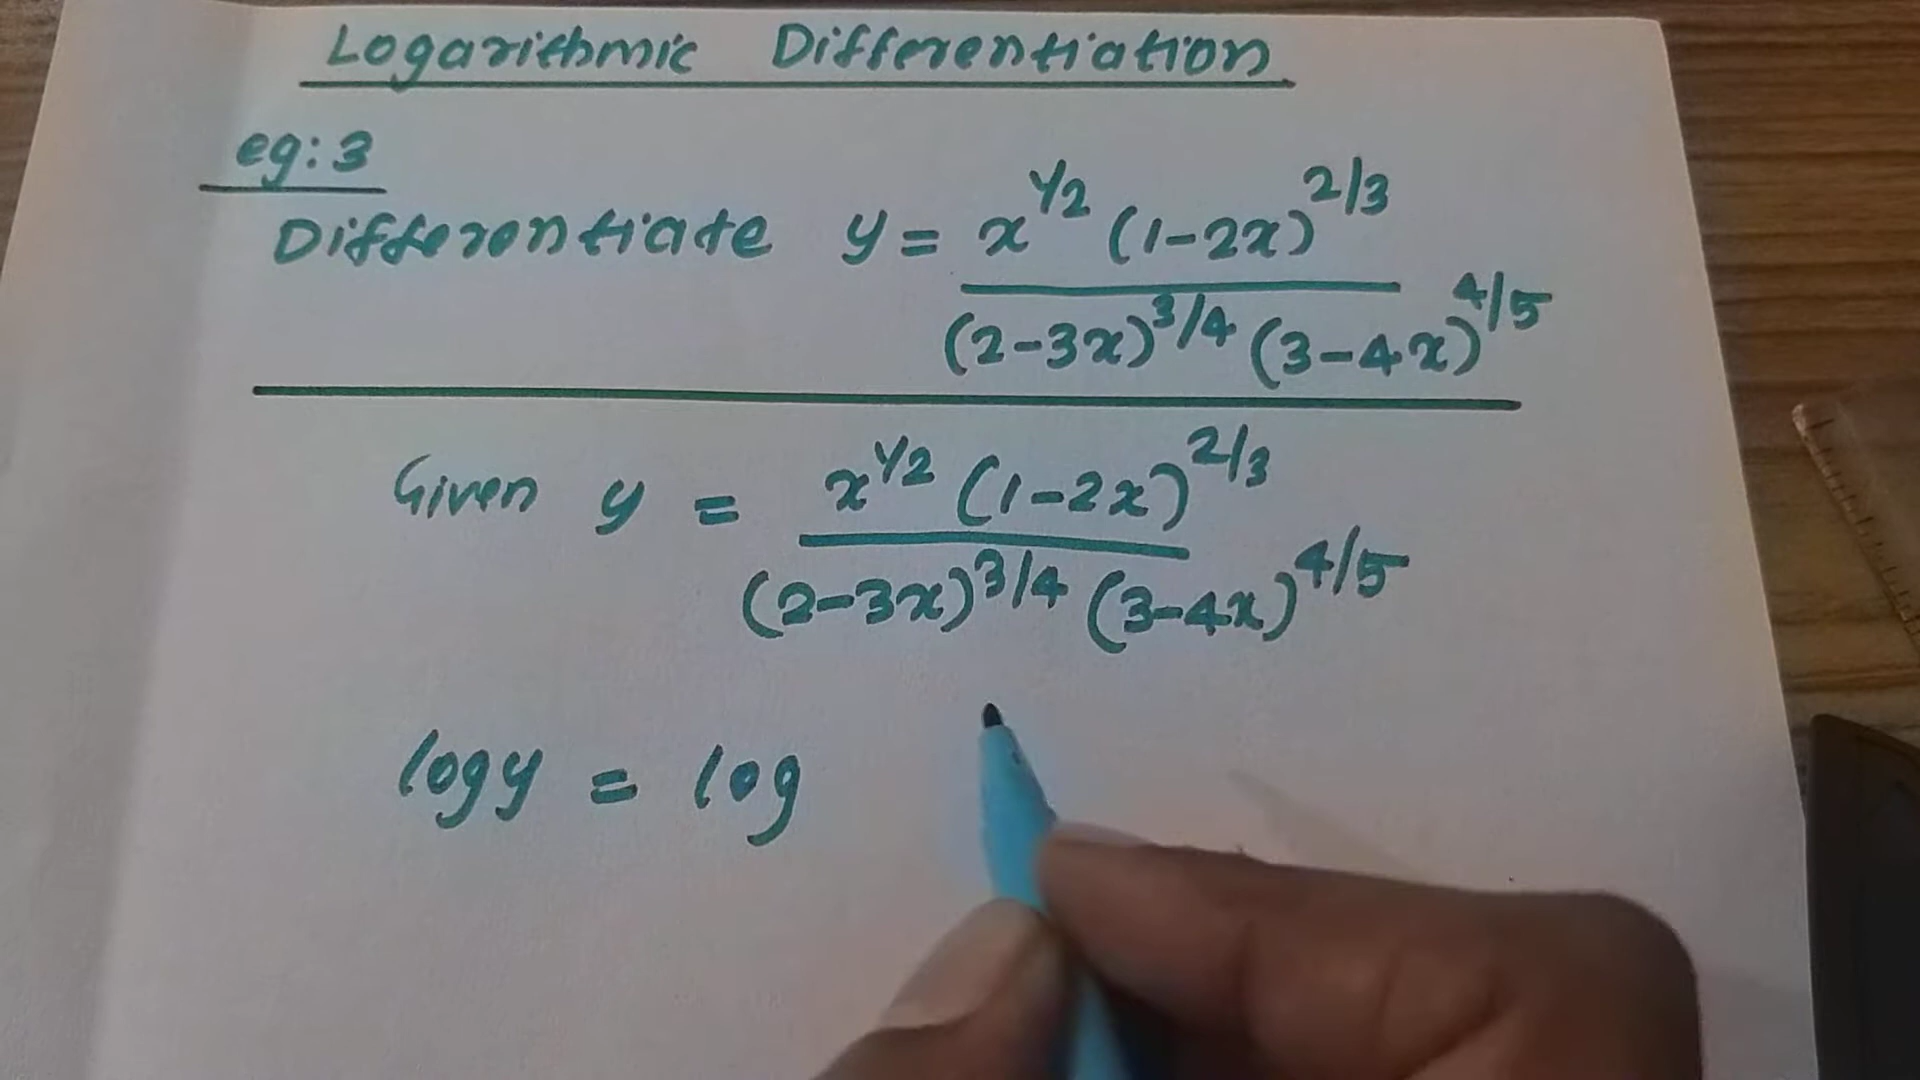 Logarithmic Differentiation
eg: 3
Differentiate y = x^1/2 (1-2x)^2/3
(2-3x)^3/4 (3-4x)^4/5
Given y = x^1/2 (1-2x)^2/3
(2-3x)^3/4 (3-4x)^4/5
logy = log